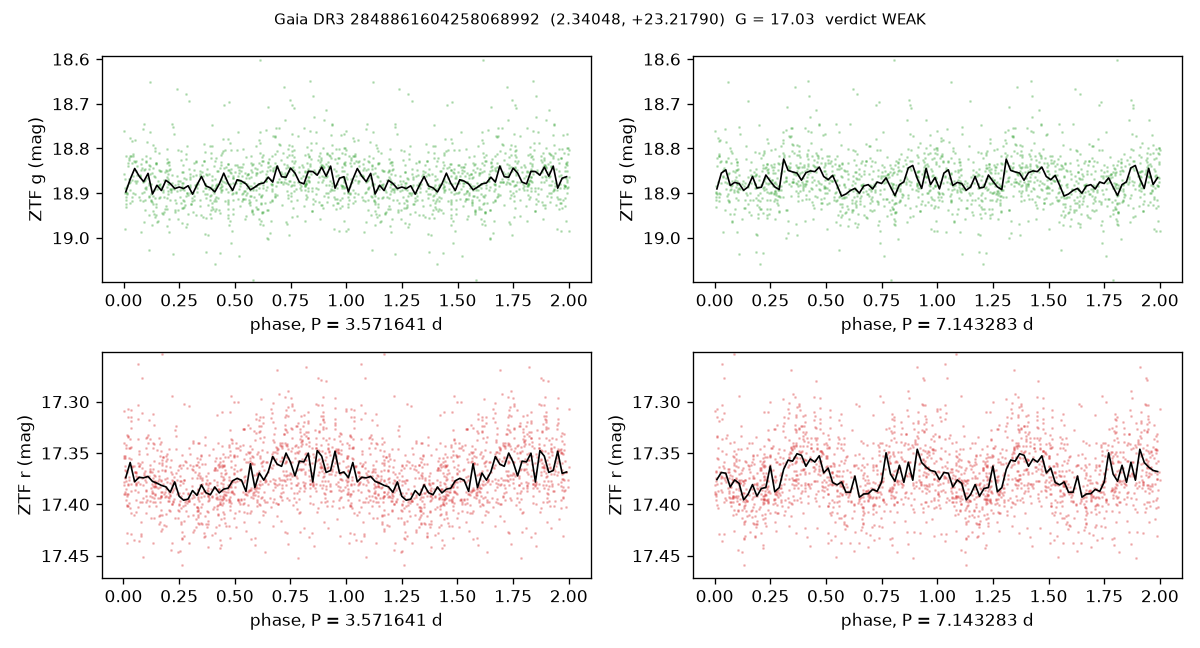 Gaia DR3 2848861604258068992 (2.34048, +23.21790) G = 17.03 verdict WEAK
18.6
18.7
18.8
18.9
19.0
ZTF g (mag)
0.00 0.25 0.50 0.75 1.00 1.25 1.50 1.75 2.00
phase, P = 3.571641 d
18.6
18.7
18.8
18.9
19.0
ZTF g (mag)
0.00 0.25 0.50 0.75 1.00 1.25 1.50 1.75 2.00
phase, P = 7.143283 d
17.30
17.35
17.40
17.45
ZTF r (mag)
0.00 0.25 0.50 0.75 1.00 1.25 1.50 1.75 2.00
phase, P = 3.571641 d
17.30
17.35
17.40
17.45
ZTF r (mag)
0.00 0.25 0.50 0.75 1.00 1.25 1.50 1.75 2.00
phase, P = 7.143283 d